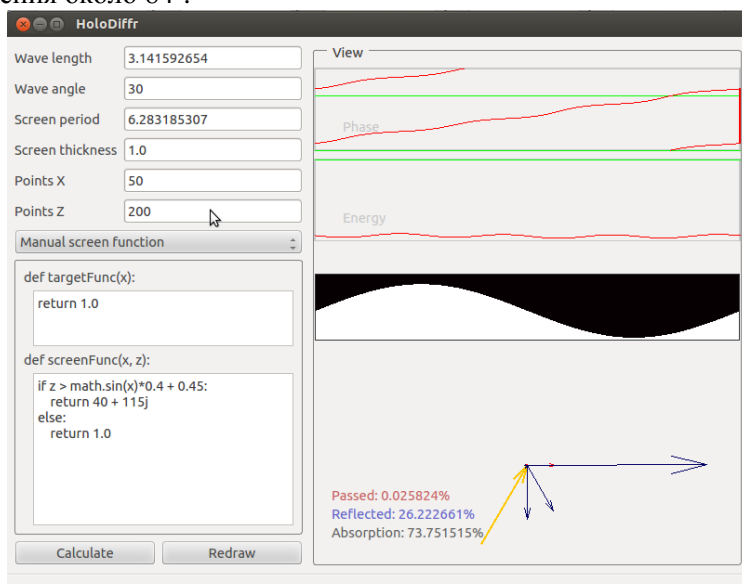 ения около 64 .
HoloDiffr
Wave length 3.141592654
Wave angle 30
Screen period 6.283185307
Screen thickness 1.0
Points X 50
Points Z 200
Manual screen function
def targetFunc(x):
return 1.0
def screenFunc(x, z):
if z > math.sin(x)*0.4 + 0.45:
return 40 + 115j
else:
return 1.0
Calculate Redraw
View
Phase
Energy
Passed: 0.025824%
Reflected: 26.222661%
Absorption: 73.751515%